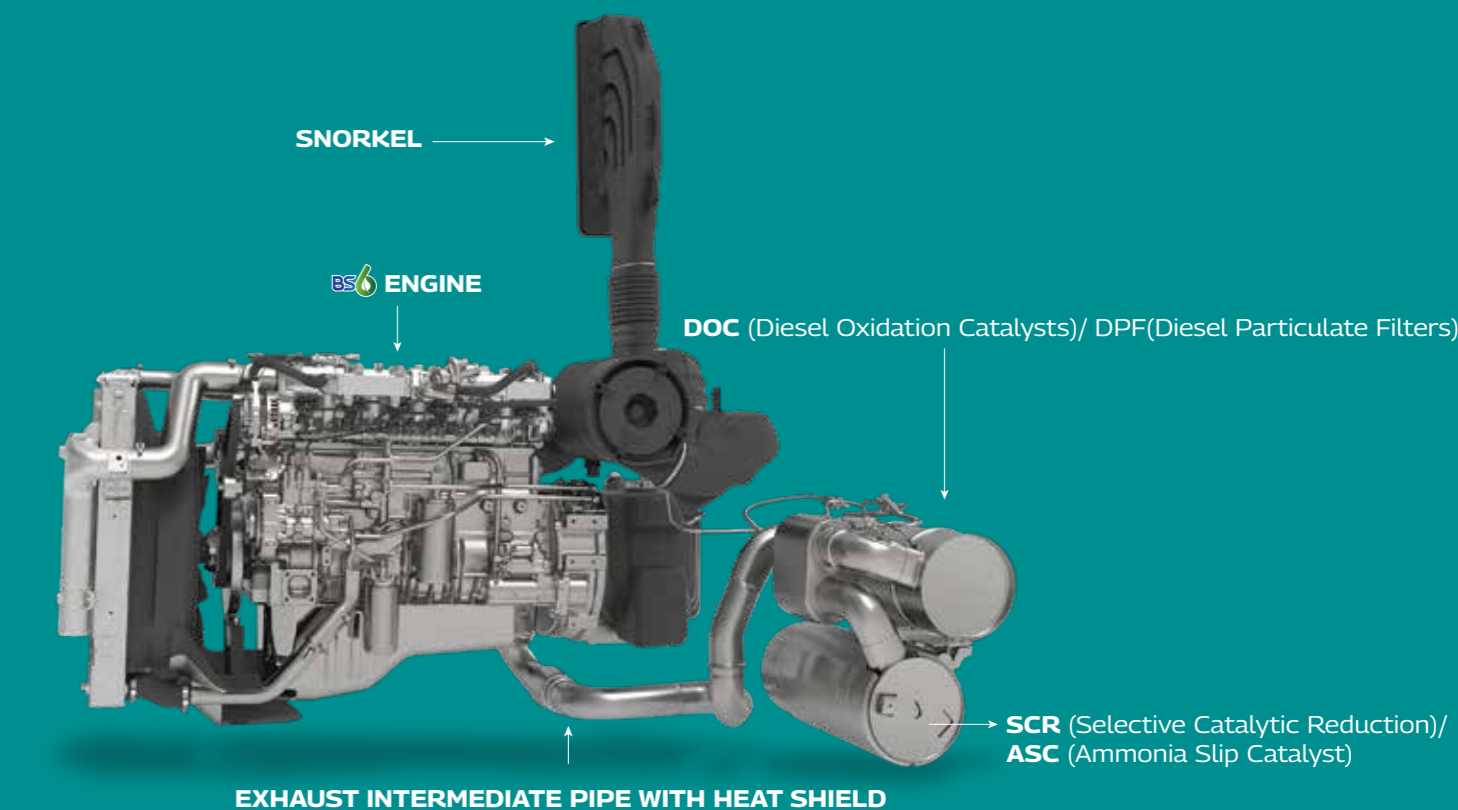 SNORKEL
BS6 ENGINE
DOC (Diesel Oxidation Catalysts)/ DPF(Diesel Particulate Filters)
SCR (Selective Catalytic Reduction)/
ASC (Ammonia Slip Catalyst)
EXHAUST INTERMEDIATE PIPE WITH HEAT SHIELD